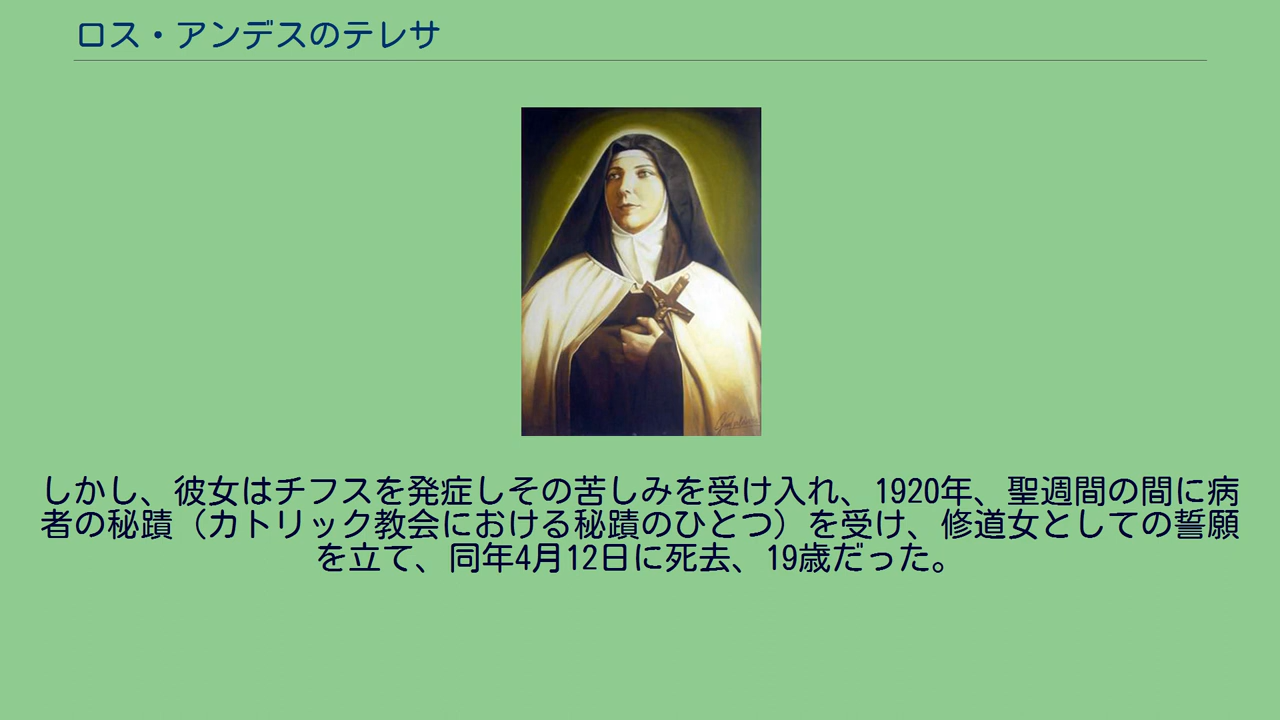 ロス・アンデスのテレサ
しかし、彼女はチフスを発症しその苦しみを受け入れ、1920年、聖週間の間に病
者の秘蹟（カトリック教会における秘蹟のひとつ）を受け、修道女としての誓願
を立て、同年4月12日に死去、19歳だった。